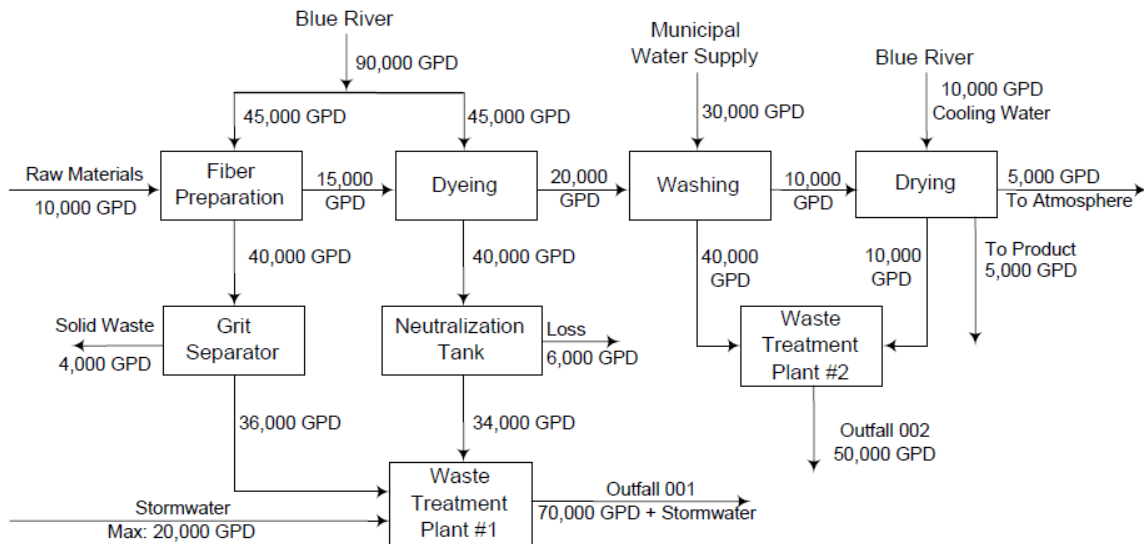 Blue River
90,000 GPD
45,000 GPD
45,000 GPD
Municipal
Water Supply
30,000 GPD
Blue River
10,000 GPD
Cooling Water
Raw Materials
10,000 GPD
Fiber
Preparation
15,000
GPD
Dyeing
20,000
GPD
Washing
10,000
GPD
Drying
5,000 GPD
To Atmosphere
40,000 GPD
40,000 GPD
40,000
GPD
10,000
GPD
To Product
5,000 GPD
Solid Waste
4,000 GPD
Grit
Separator
Neutralization
Tank
Loss
6,000 GPD
Waste
Treatment
Plant #2
36,000 GPD
34,000 GPD
Outfall 002
50,000 GPD
Stormwater
Max: 20,000 GPD
Waste
Treatment
Plant #1
Outfall 001
70,000 GPD + Stormwater